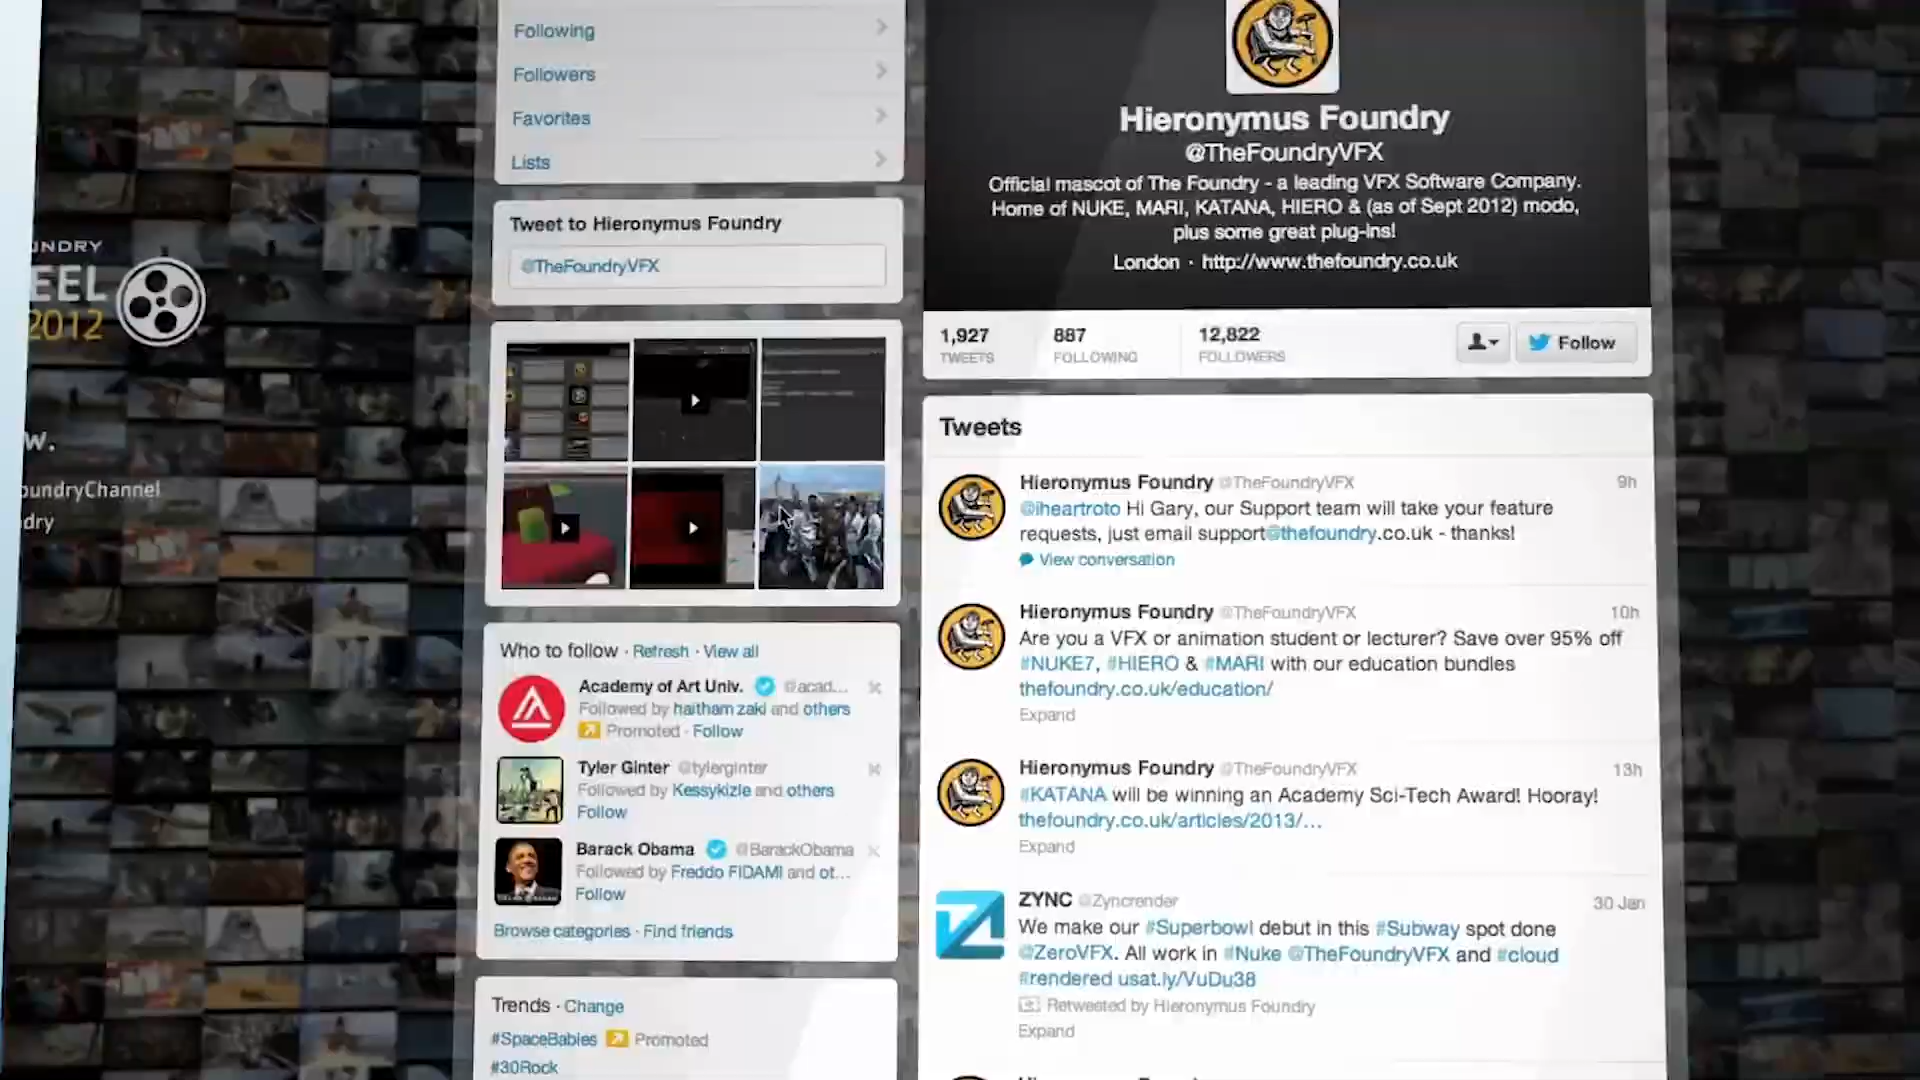 UNDRY
EEL
2012
w.
oundryChannel
dry
Following
Followers
Favorites
Lists
Tweet to Hieronymus Foundry
@TheFoundryVFX
Who to follow · Refresh · View all
Academy of Art Univ. @acad...
Followed by haitham zaki and others
Promoted · Follow
Tyler Ginter @tylerginter
Followed by Kessykizle and others
Follow
Barack Obama @BarackObama
Followed by Freddo FIDAMI and ot...
Follow
Browse categories · Find friends
Trends · Change
#SpaceBabies Promoted
#30Rock
Hieronymus Foundry
@TheFoundryVFX
Official mascot of The Foundry - a leading VFX Software Company.
Home of NUKE, MARI, KATANA, HIERO & (as of Sept 2012) modo,
plus some great plug-ins!
London · http://www.thefoundry.co.uk
1,927 887 12,822
TWEETS FOLLOWING FOLLOWERS
Follow
Tweets
Hieronymus Foundry @TheFoundryVFX 9h
@iheartroto Hi Gary, our Support team will take your feature
requests, just email support@thefoundry.co.uk - thanks!
View conversation
Hieronymus Foundry @TheFoundryVFX 10h
Are you a VFX or animation student or lecturer? Save over 95% off
#NUKE7, #HIERO & #MARI with our education bundles
thefoundry.co.uk/education/
Expand
Hieronymus Foundry @TheFoundryVFX 13h
#KATANA will be winning an Academy Sci-Tech Award! Hooray!
thefoundry.co.uk/articles/2013/...
Expand
ZYNC @Zyncrender 30 Jan
We make our #Superbowl debut in this #Subway spot done
@ZeroVFX. All work in #Nuke @TheFoundryVFX and #cloud
#rendered usat.ly/VuDu38
Retweeted by Hieronymus Foundry
Expand